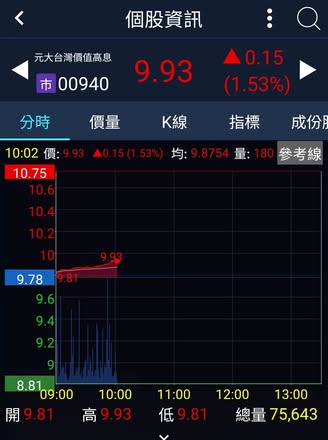 個股資訊
元大台灣價值高息
市 00940
9.93
▲0.15
(1.53%)
分時 價量 K線 指標 成份股
10:02 價: 9.93 ▲0.15 (1.53%) 均: 9.8754 量: 180 參考線
10.75
10.6
10.4
10.2
10
9.93
9.81
9.78
9.6
9.4
9.2
9
8.81
09:00 10:00 11:00 12:00 13:00
開 9.81 高 9.93 低 9.81 總量 75,643